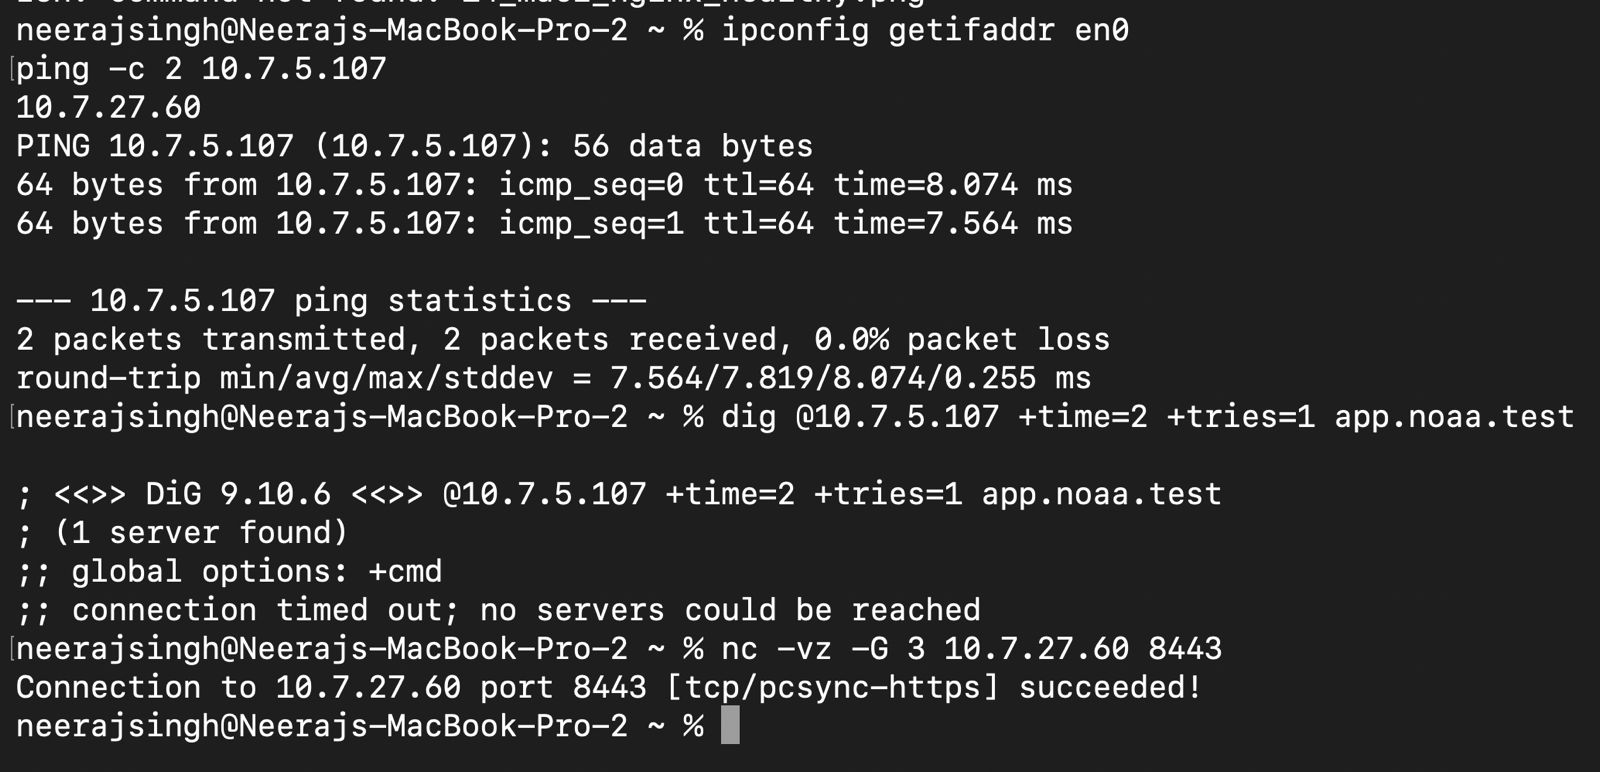 neerajsingh@Neerajs-MacBook-Pro-2 ~ % ipconfig getifaddr en0
[ping -c 2 10.7.5.107
10.7.27.60
PING 10.7.5.107 (10.7.5.107): 56 data bytes
64 bytes from 10.7.5.107: icmp_seq=0 ttl=64 time=8.074 ms
64 bytes from 10.7.5.107: icmp_seq=1 ttl=64 time=7.564 ms
--- 10.7.5.107 ping statistics ---
2 packets transmitted, 2 packets received, 0.0% packet loss
round-trip min/avg/max/stddev = 7.564/7.819/8.074/0.255 ms
[neerajsingh@Neerajs-MacBook-Pro-2 ~ % dig @10.7.5.107 +time=2 +tries=1 app.noaa.test
; <<>> DiG 9.10.6 <<>> @10.7.5.107 +time=2 +tries=1 app.noaa.test
; (1 server found)
;; global options: +cmd
;; connection timed out; no servers could be reached
[neerajsingh@Neerajs-MacBook-Pro-2 ~ % nc -vz -G 3 10.7.27.60 8443
Connection to 10.7.27.60 port 8443 [tcp/pcsync-https] succeeded!
neerajsingh@Neerajs-MacBook-Pro-2 ~ %